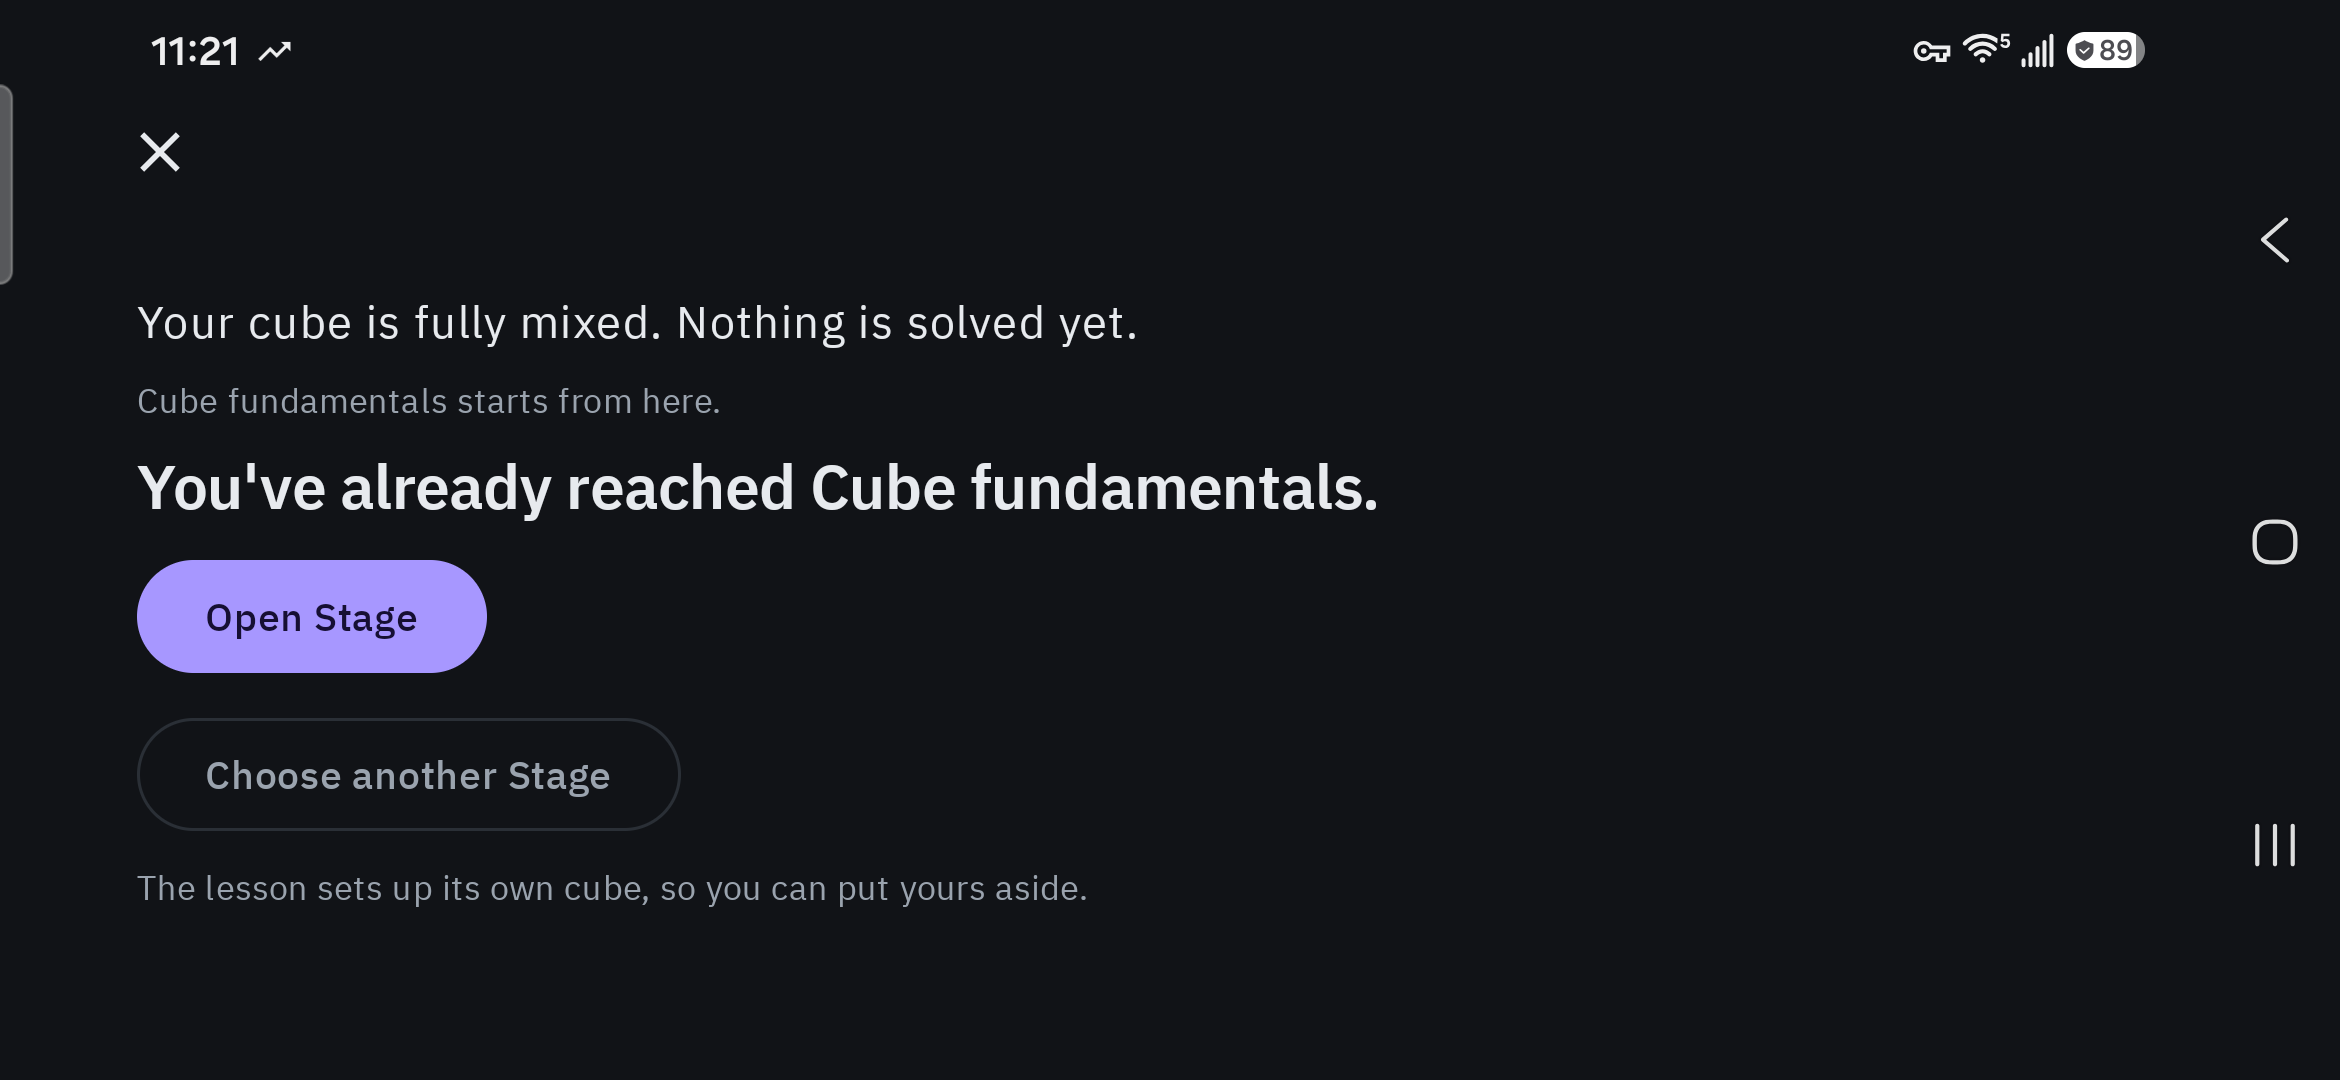 11:21
5
89
Your cube is fully mixed. Nothing is solved yet.
Cube fundamentals starts from here.
You've already reached Cube fundamentals.
Open Stage
Choose another Stage
The lesson sets up its own cube, so you can put yours aside.